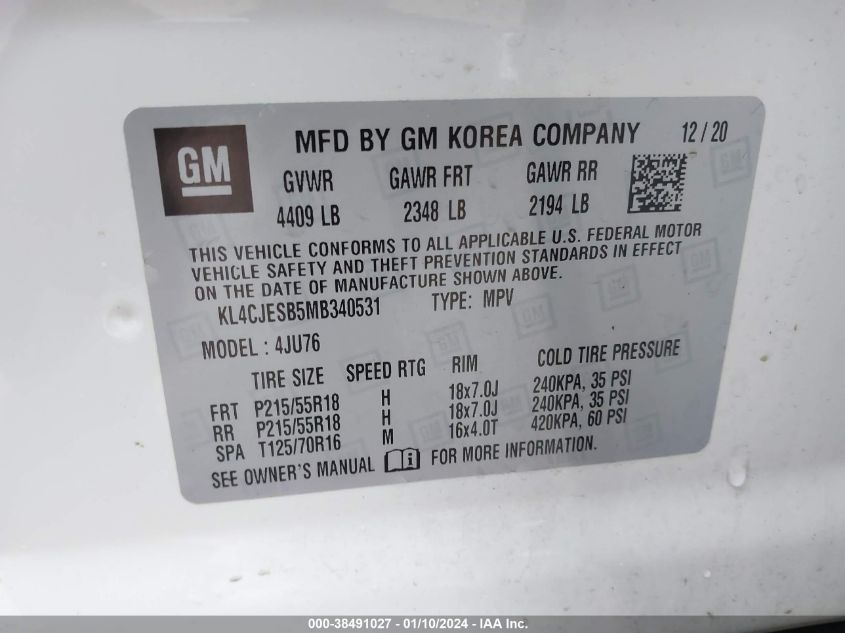 GM
MFD BY GM KOREA COMPANY 12/20
GVWR GAWR FRT GAWR RR
4409 LB 2348 LB 2194 LB
THIS VEHICLE CONFORMS TO ALL APPLICABLE U.S. FEDERAL MOTOR
VEHICLE SAFETY AND THEFT PREVENTION STANDARDS IN EFFECT
ON THE DATE OF MANUFACTURE SHOWN ABOVE.
KL4CJESB5MB340531 TYPE: MPV
MODEL : 4JU76
TIRE SIZE SPEED RTG RIM COLD TIRE PRESSURE
FRT P215/55R18 H 18x7.0J 240KPA, 35 PSI
RR P215/55R18 H 18x7.0J 240KPA, 35 PSI
SPA T125/70R16 M 16x4.0T 420KPA, 60 PSI
SEE OWNER'S MANUAL FOR MORE INFORMATION.
000-38491027 - 01/10/2024 - IAA Inc.